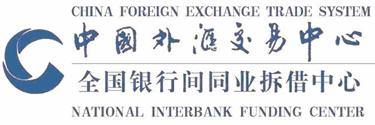 CHINA FOREIGN EXCHANGE TRADE SYSTEM
中国外汇交易中心
全国银行间同业拆借中心
NATIONAL INTERBANK FUNDING CENTER